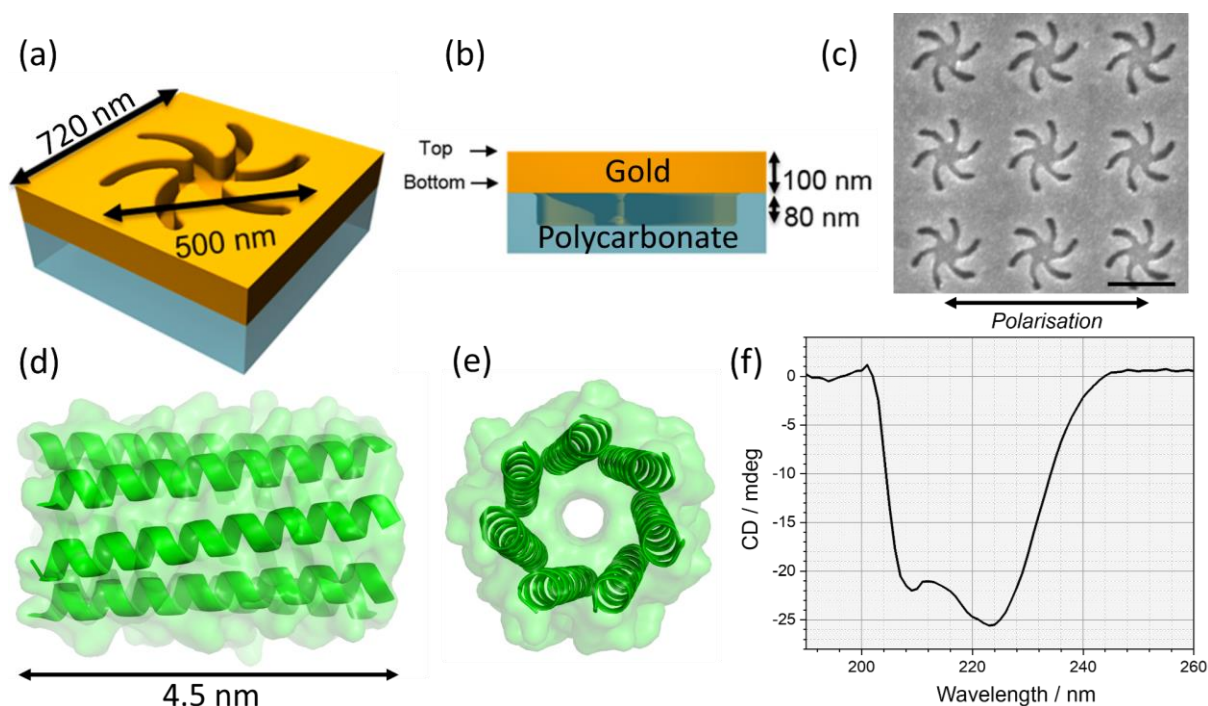 (a)
720 nm
500 nm
(b)
Top
Bottom
Gold
Polycarbonate
100 nm
80 nm
(c)
Polarisation
(d)
4.5 nm
(e)
(f)
CD / mdeg
0
-5
-10
-15
-20
-25
200
220
240
260
Wavelength / nm